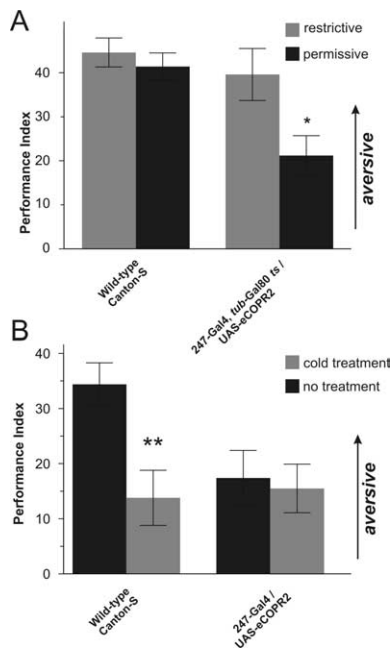 A
restrictive
permissive
Performance Index
40
30
20
10
0
*
aversive
Wild-type
Canton-S
247-Gal4, tub-Gal80 ts /
UAS-eCOPR2
B
cold treatment
no treatment
Performance Index
40
30
20
10
0
**
aversive
Wild-type
Canton-S
247-Gal4 /
UAS-eCOPR2